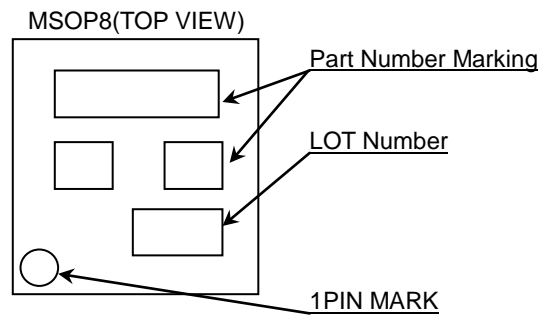 MSOP8(TOP VIEW)
Part Number Marking
LOT Number
1PIN MARK